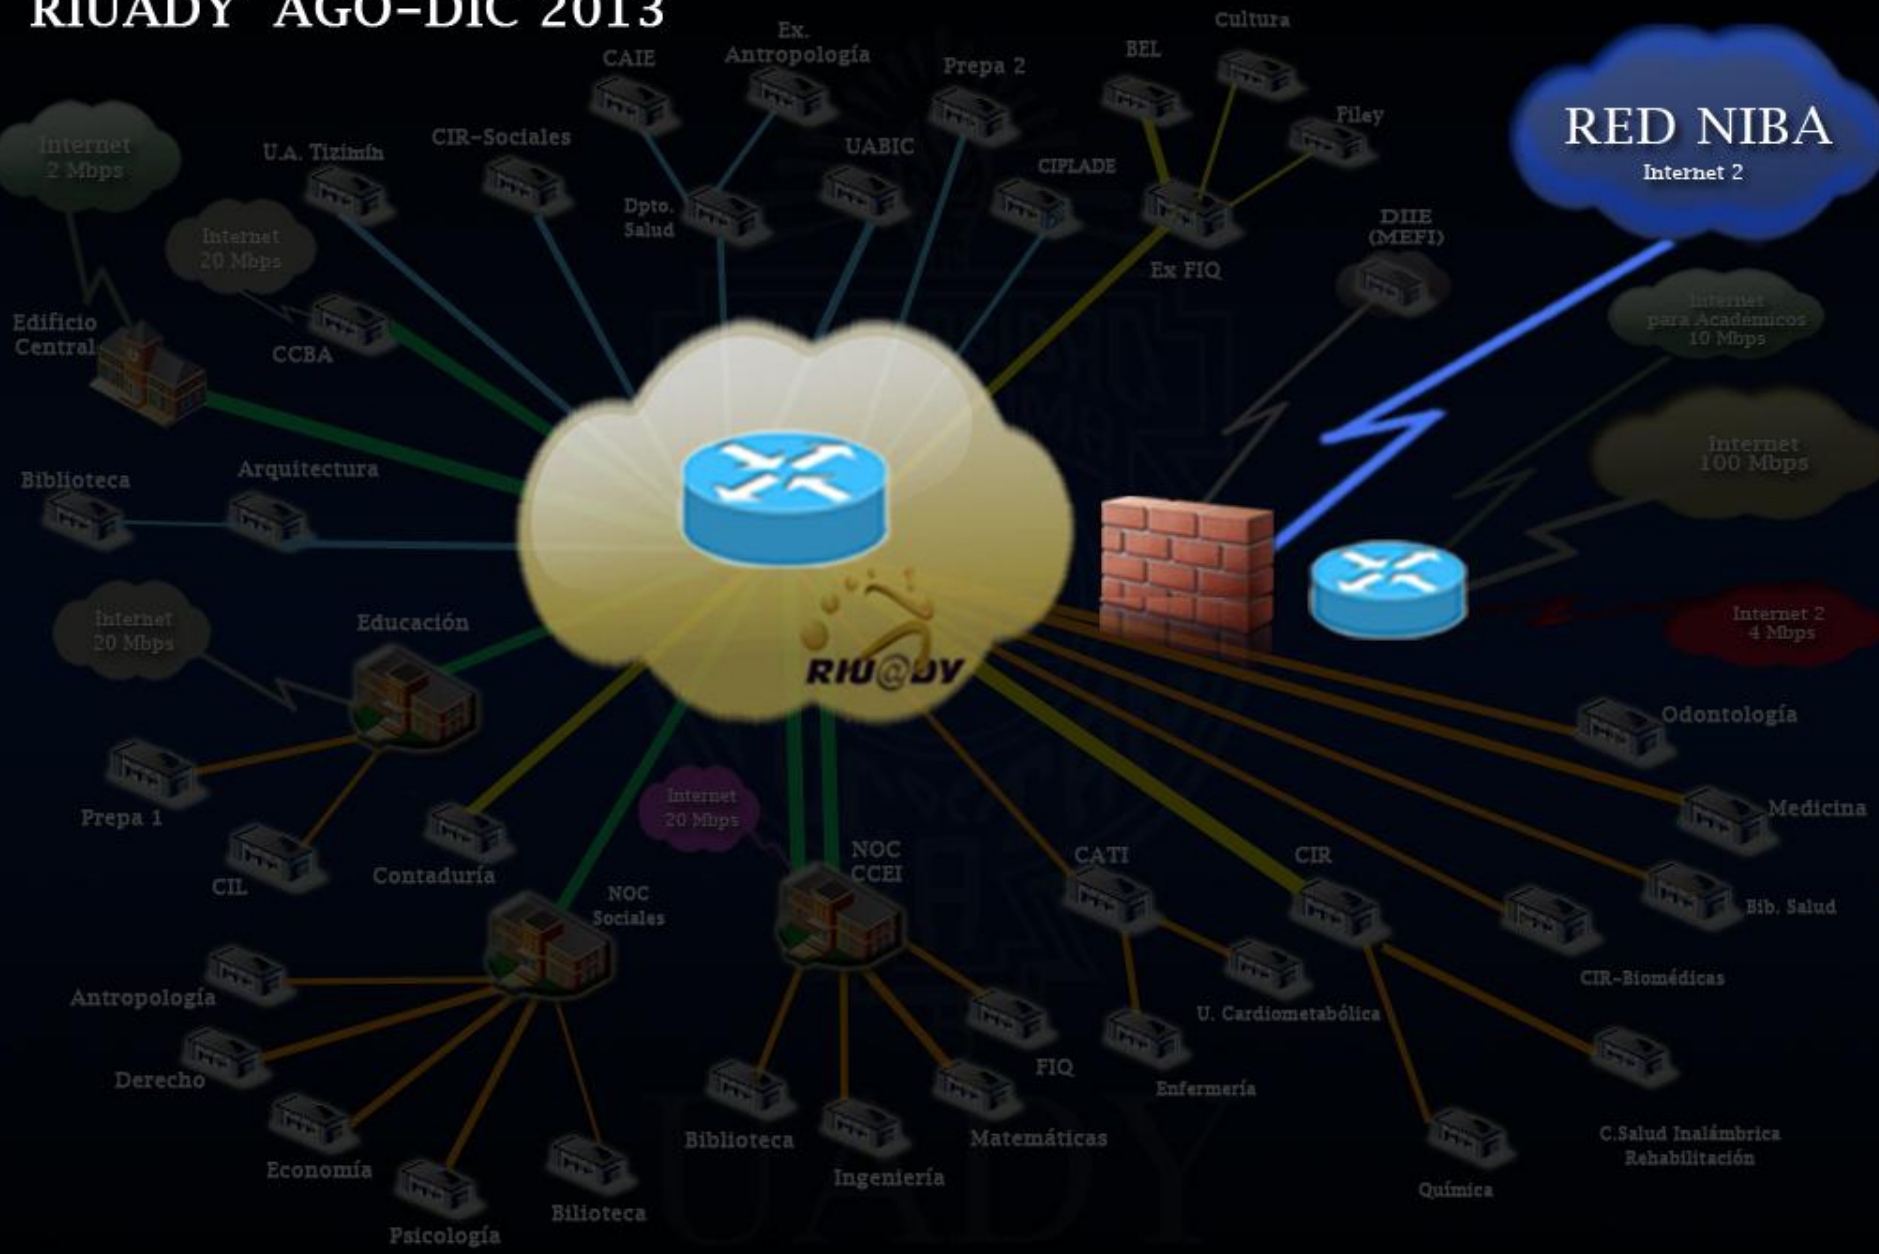 RIUADY AGO-DIC 2013
Cultura
Ex.
Antropología
CAIE
BEL
Prepa 2
RED NIBA
Internet 2
Filey
Internet
2 Mbps
U.A. Tizimín
CIR-Sociales
UABIC
CIPLADE
Dpto.
Salud
DIIE
(MEFI)
Internet
20 Mbps
Ex FIQ
Internet
para Académicos
10 Mbps
Edificio
Central
CCBA
Internet
100 Mbps
Biblioteca
Arquitectura
Internet
20 Mbps
Educación
Internet 2
4 Mbps
RIU@DY
Odontología
Prepa 1
Internet
20 Mbps
Medicina
CIL
Contaduría
NOC
CCEI
CATI
CIR
NOC
Sociales
Bib. Salud
Antropología
CIR-Biomédicas
U. Cardiometabólica
Derecho
FIQ
Enfermería
Economía
Biblioteca
Matemáticas
C.Salud Inalámbrica
Rehabilitación
Ingeniería
Química
Psicología
Bilioteca
UADY